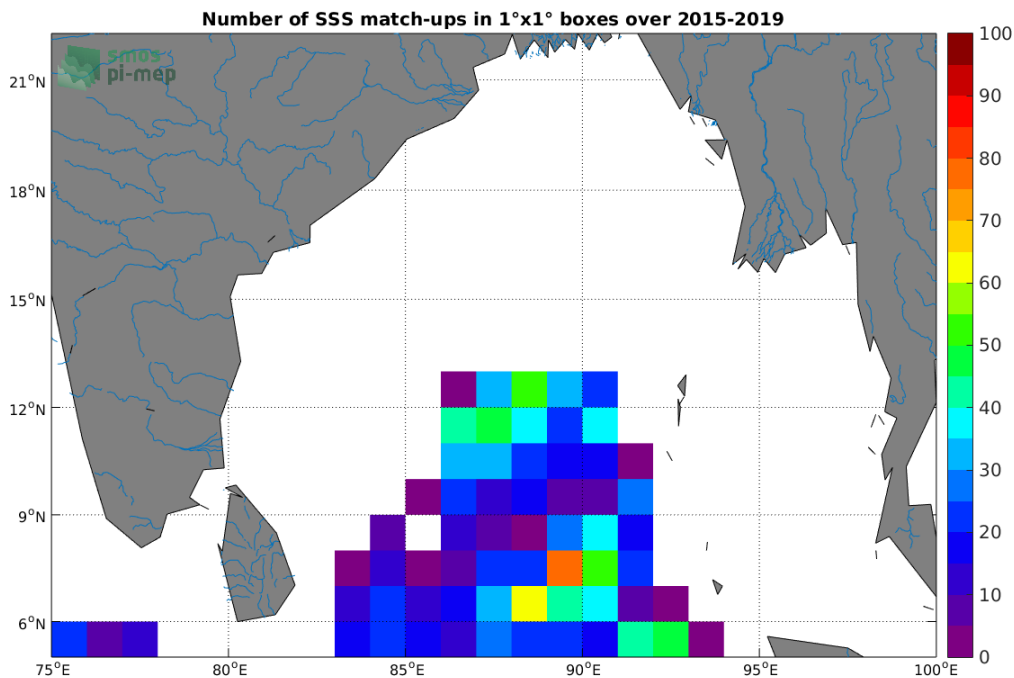 Number of SSS match-ups in 1°x1° boxes over 2015-2019
smos
pi-mep
21°N
18°N
15°N
12°N
9°N
6°N
75°E
80°E
85°E
90°E
95°E
100°E
100
90
80
70
60
50
40
30
20
10
0